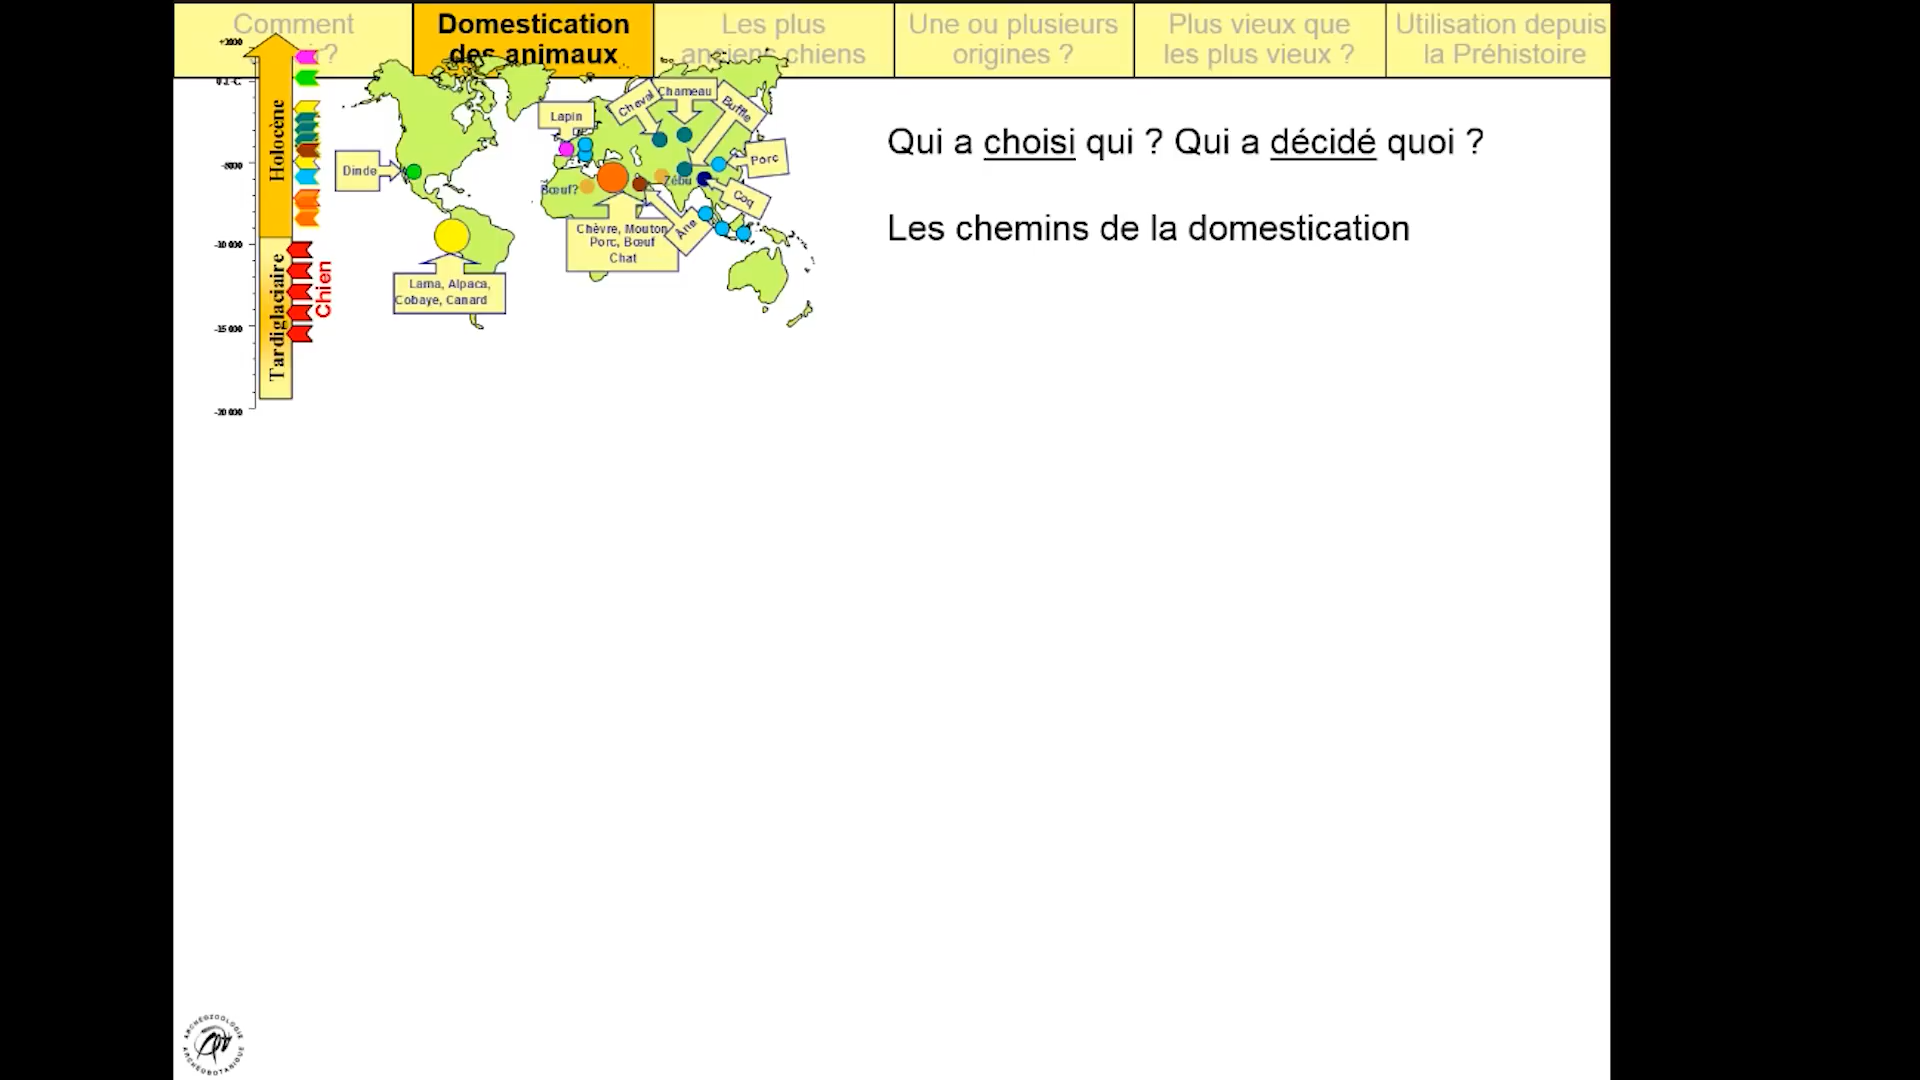 Comment
?
Domestication
des animaux
Les plus
anciens chiens
Une ou plusieurs
origines ?
Plus vieux que
les plus vieux ?
Utilisation depuis
la Préhistoire
Qui a choisi qui ? Qui a décidé quoi ?
Les chemins de la domestication
+2000
-5000
-10 000
-15 000
-20 000
Holocène
Tardiglaciaire
Chien
Dinde
Lapin
Cheval
Chameau
Buffle
Porc
Coq
Zébu
Bœuf?
Âne
Chèvre, Mouton
Porc, Bœuf
Chat
Lama, Alpaca,
Cobaye, Canard
ARCHÉOZOOLOGIE
ARCHÉOBOTANIQUE